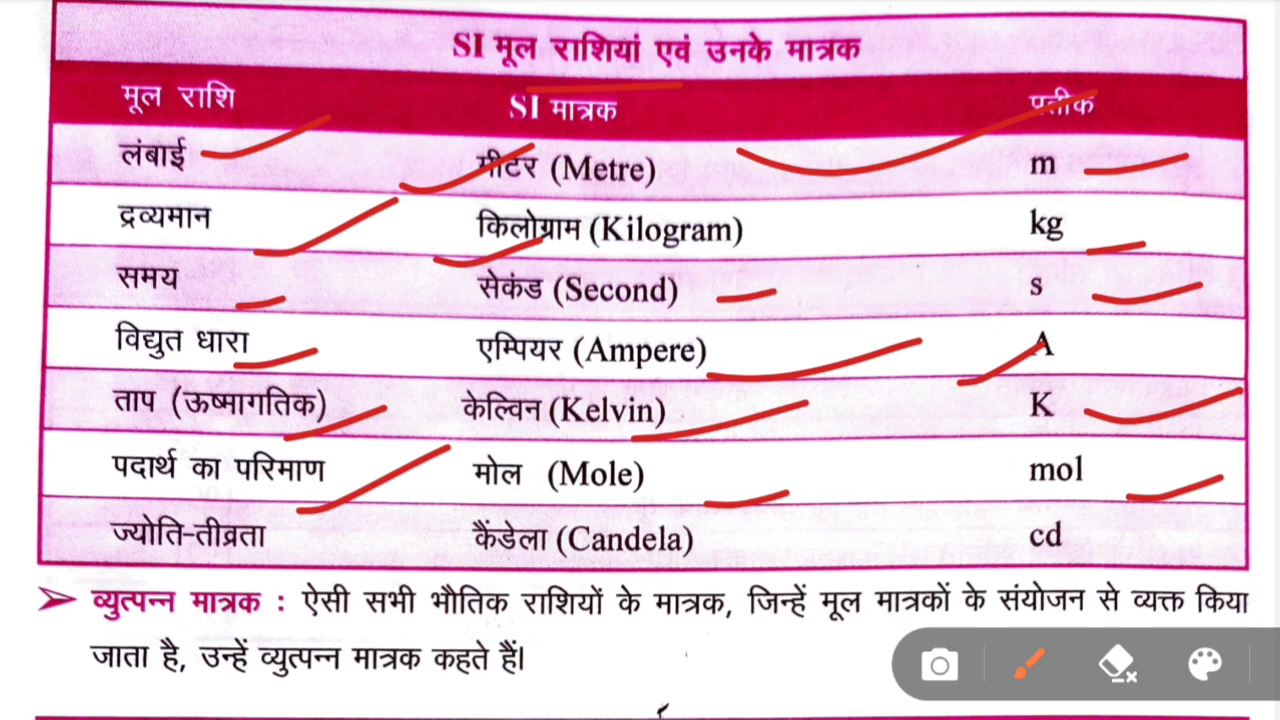 SI मूल राशियां एवं उनके मात्रक
मूल राशि SI मात्रक प्रतीक
लंबाई मीटर (Metre) m
द्रव्यमान किलोग्राम (Kilogram) kg
समय सेकंड (Second) s
विद्युत धारा एम्पियर (Ampere) A
ताप (ऊष्मागतिक) केल्विन (Kelvin) K
पदार्थ का परिमाण मोल (Mole) mol
ज्योति-तीव्रता कैंडेला (Candela) cd
व्युत्पन्न मात्रक : ऐसी सभी भौतिक राशियों के मात्रक, जिन्हें मूल मात्रकों के संयोजन से व्यक्त किया
जाता है, उन्हें व्युत्पन्न मात्रक कहते हैं।